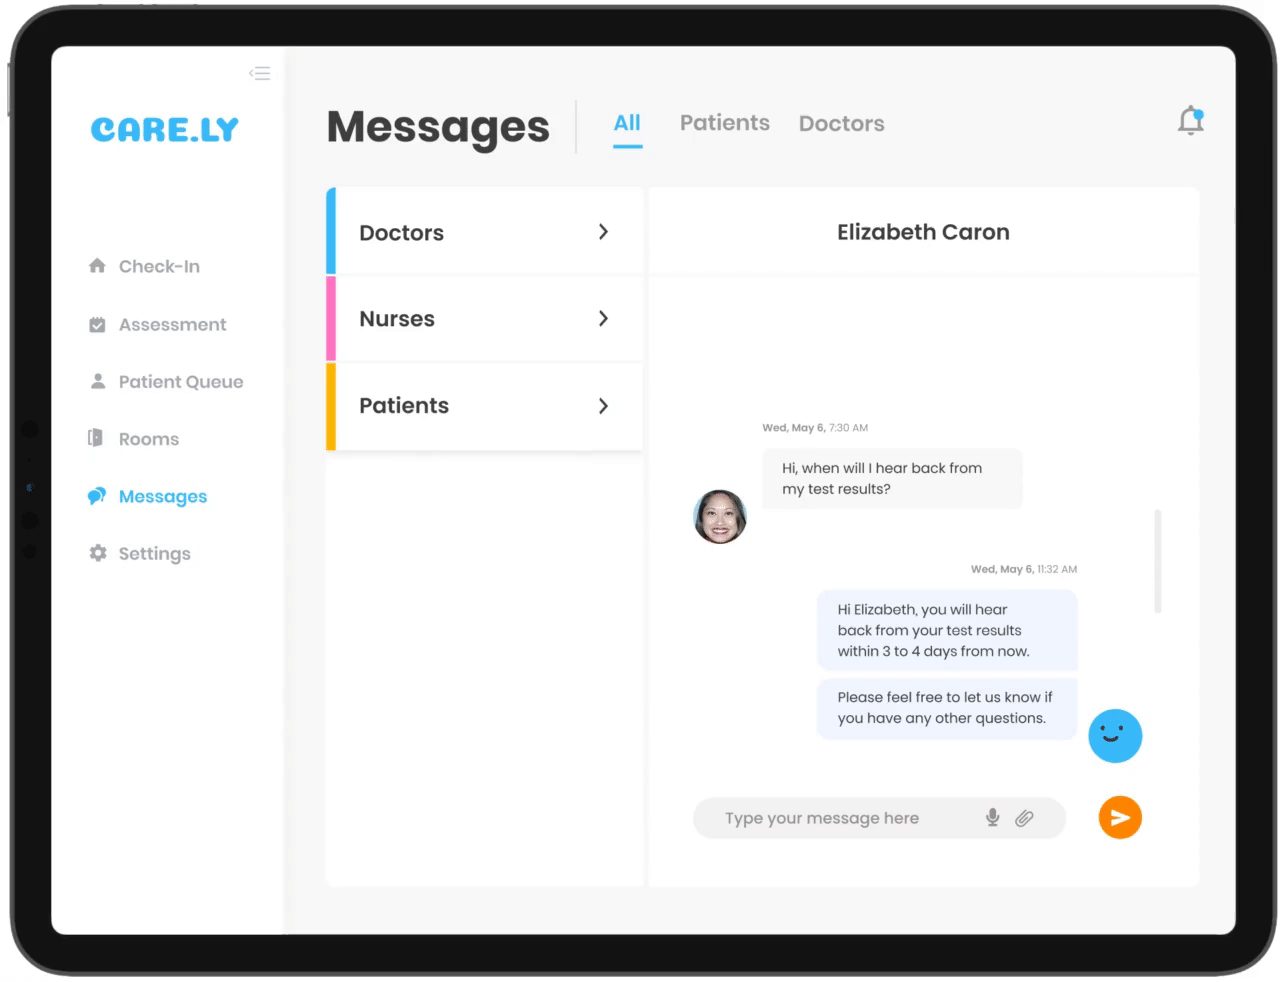 CARE.LY
Check-In
Assessment
Patient Queue
Rooms
Messages
Settings
Messages
All
Patients
Doctors
Doctors
Nurses
Patients
Elizabeth Caron
Wed, May 6, 7:30 AM
Hi, when will I hear back from
my test results?
Wed, May 6, 11:32 AM
Hi Elizabeth, you will hear
back from your test results
within 3 to 4 days from now.
Please feel free to let us know if
you have any other questions.
Type your message here